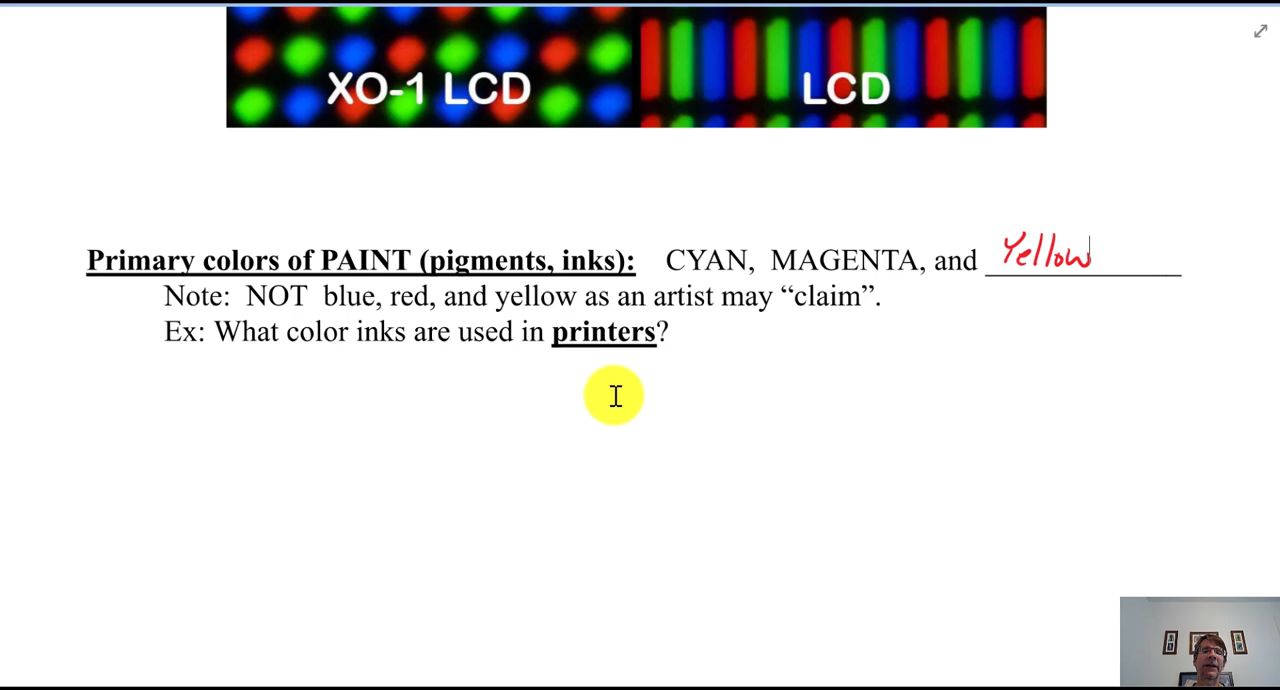 XO-1 LCD LCD
Primary colors of PAINT (pigments, inks): CYAN, MAGENTA, and Yellow
Note: NOT blue, red, and yellow as an artist may “claim”.
Ex: What color inks are used in printers?